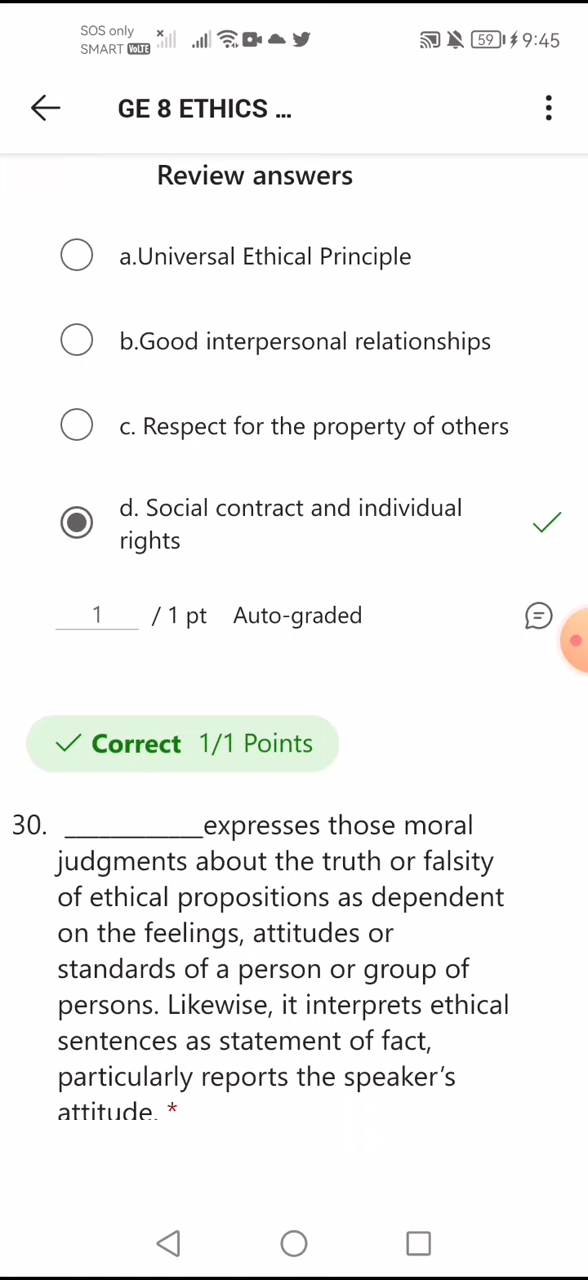 SOS only
SMART VoLTE
59 9:45
GE 8 ETHICS ...
Review answers
a.Universal Ethical Principle
b.Good interpersonal relationships
c. Respect for the property of others
d. Social contract and individual
rights
1 / 1 pt Auto-graded
Correct 1/1 Points
30. __________expresses those moral
judgments about the truth or falsity
of ethical propositions as dependent
on the feelings, attitudes or
standards of a person or group of
persons. Likewise, it interprets ethical
sentences as statement of fact,
particularly reports the speaker's
attitude. *